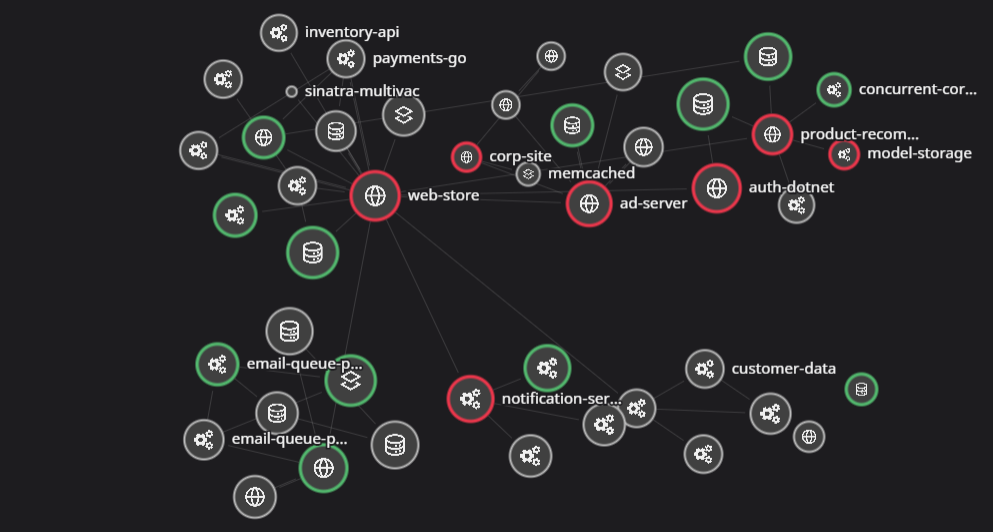 inventory-api
payments-go
sinatra-multivac
concurrent-cor...
product-recom...
corp-site
model-storage
memcached
auth-dotnet
web-store
ad-server
email-queue-p...
customer-data
notification-ser...
email-queue-p...